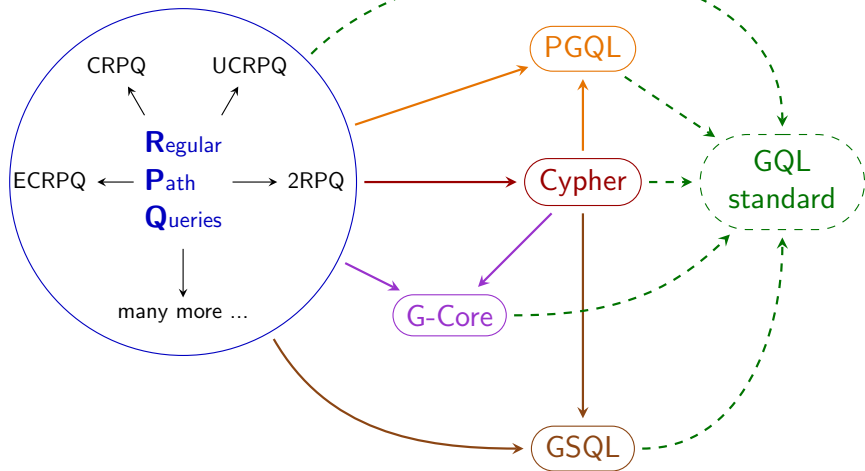 PGQL
CRPQ
UCRPQ
Regular
Path
Queries
ECRPQ
2RPQ
Cypher
GQL
standard
many more ...
G-Core
GSQL